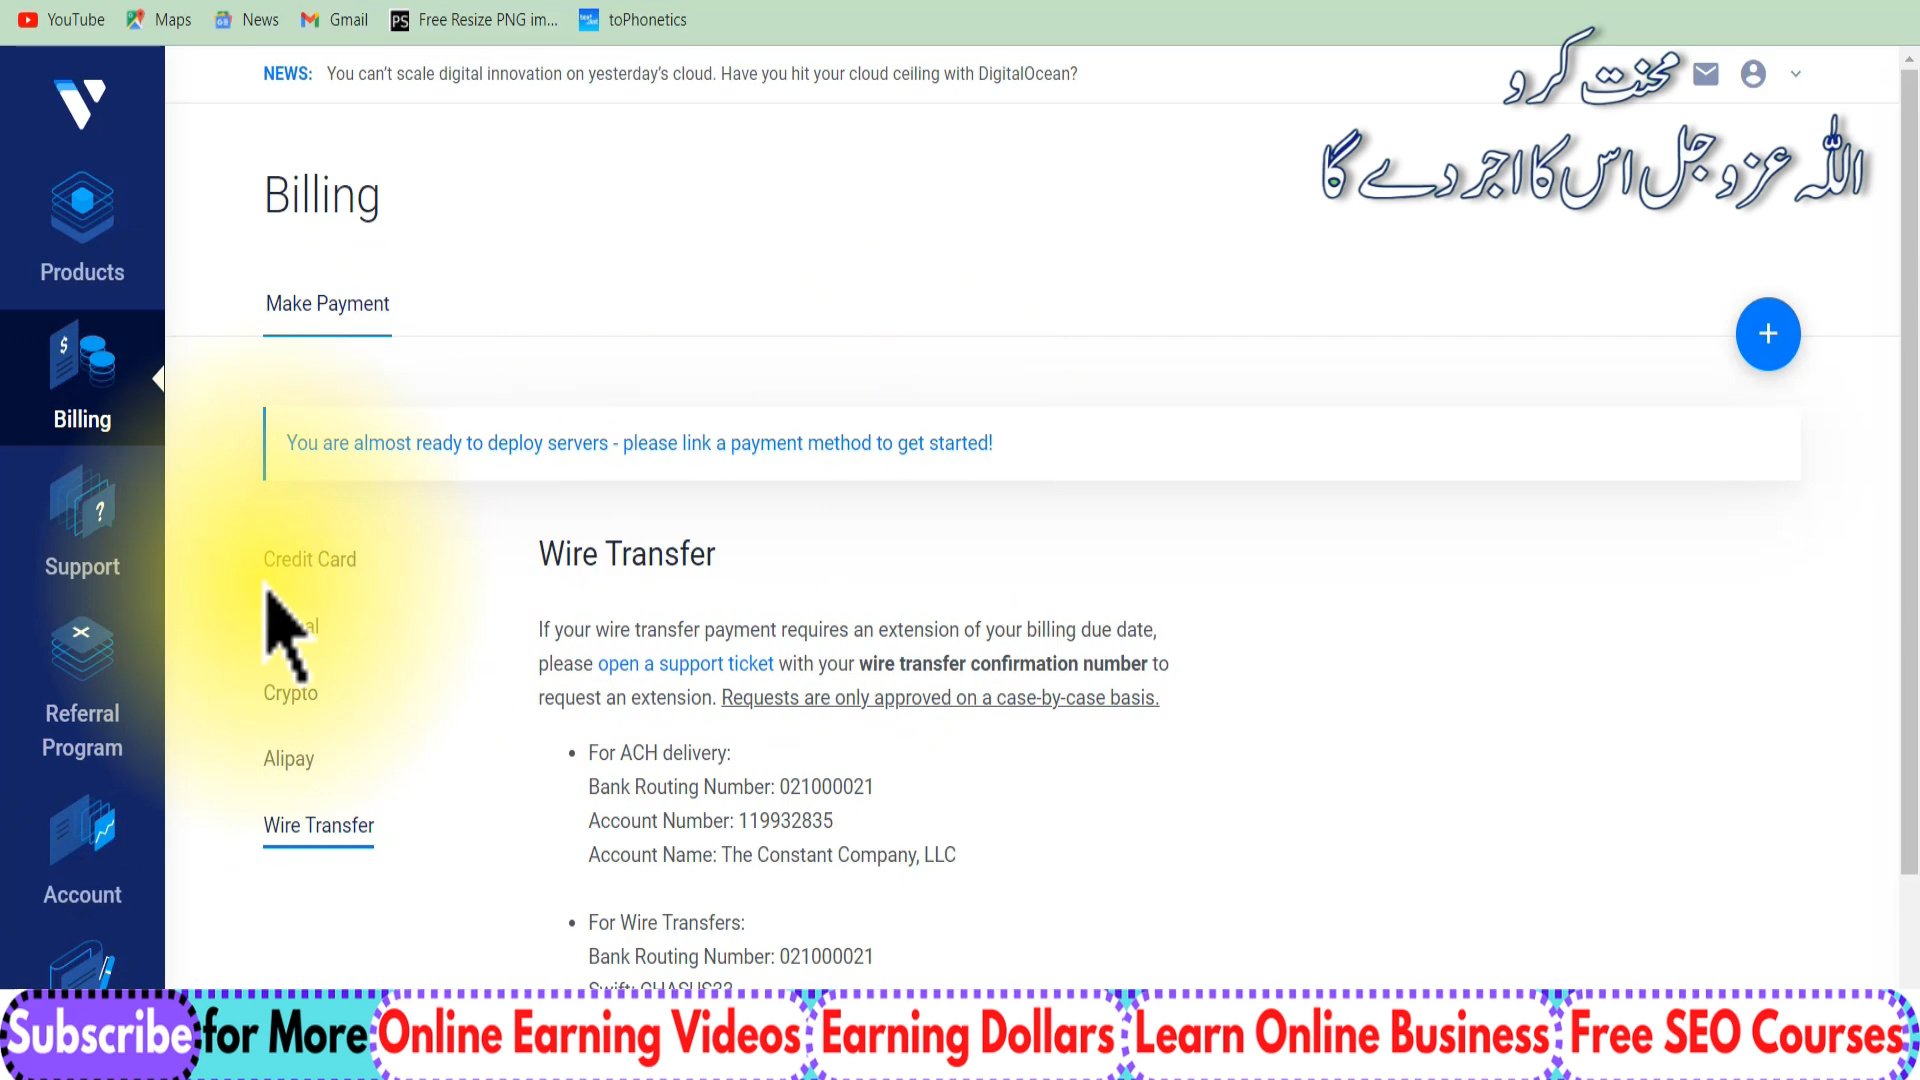 YouTube Maps News Gmail Free Resize PNG im... toPhonetics
NEWS: You can't scale digital innovation on yesterday's cloud. Have you hit your cloud ceiling with DigitalOcean?
محنت کرو
اللہ عزوجل اس کا اجر دے گا
Products
Billing
Support
Referral
Program
Account
Billing
Make Payment
+
You are almost ready to deploy servers - please link a payment method to get started!
Credit Card
Crypto
Alipay
Wire Transfer
Wire Transfer
If your wire transfer payment requires an extension of your billing due date,
please open a support ticket with your wire transfer confirmation number to
request an extension. Requests are only approved on a case-by-case basis.
• For ACH delivery:
Bank Routing Number: 021000021
Account Number: 119932835
Account Name: The Constant Company, LLC
• For Wire Transfers:
Bank Routing Number: 021000021
Subscribe for More Online Earning Videos Earning Dollars Learn Online Business Free SEO Courses